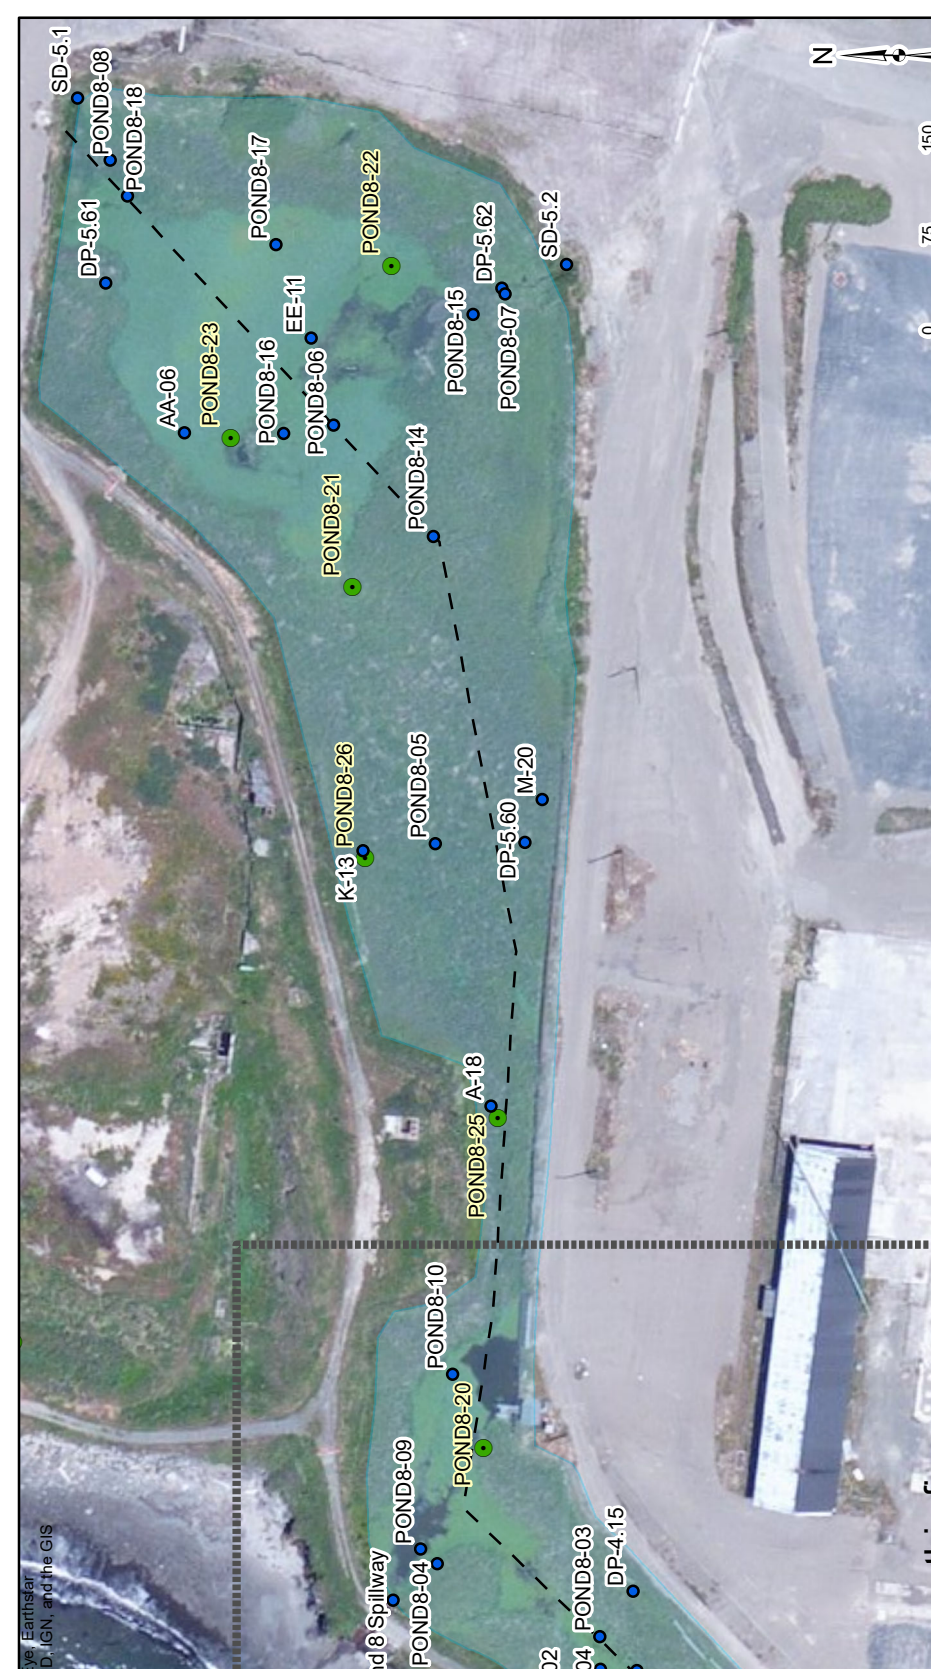 SD-5.1
POND8-08
POND8-18
DP-5.61
POND8-17
POND8-22
DP-5.62
SD-5.2
POND8-15
POND8-07
EE-11
POND8-23
AA-06
POND8-16
POND8-06
POND8-14
POND8-21
POND8-26
K-13
POND8-05
M-20
DP-5.60
A-18
POND8-25
POND8-10
POND8-20
POND8-09
POND8-04
8 Spillway
POND8-03
DP-4.15
02
04
N
150
75
0
Earthstar
IGN, and the GIS